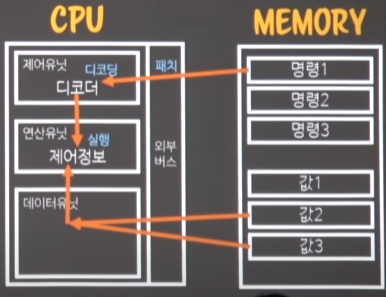 CPU
MEMORY
제어유닛
디코딩
디코더
패치
연산유닛
실행
제어정보
외부
버스
데이터유닛
명령1
명령2
명령3
값1
값2
값3